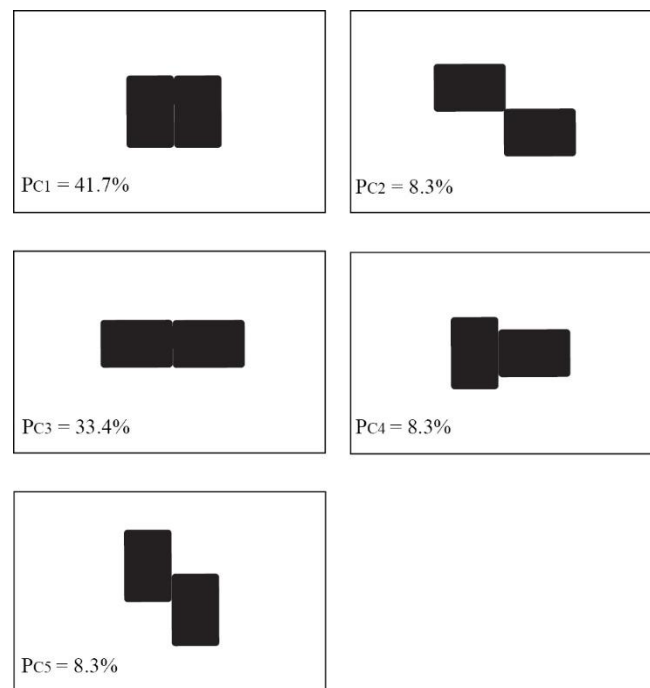 PC1 = 41.7%
PC2 = 8.3%
PC3 = 33.4%
PC4 = 8.3%
PC5 = 8.3%